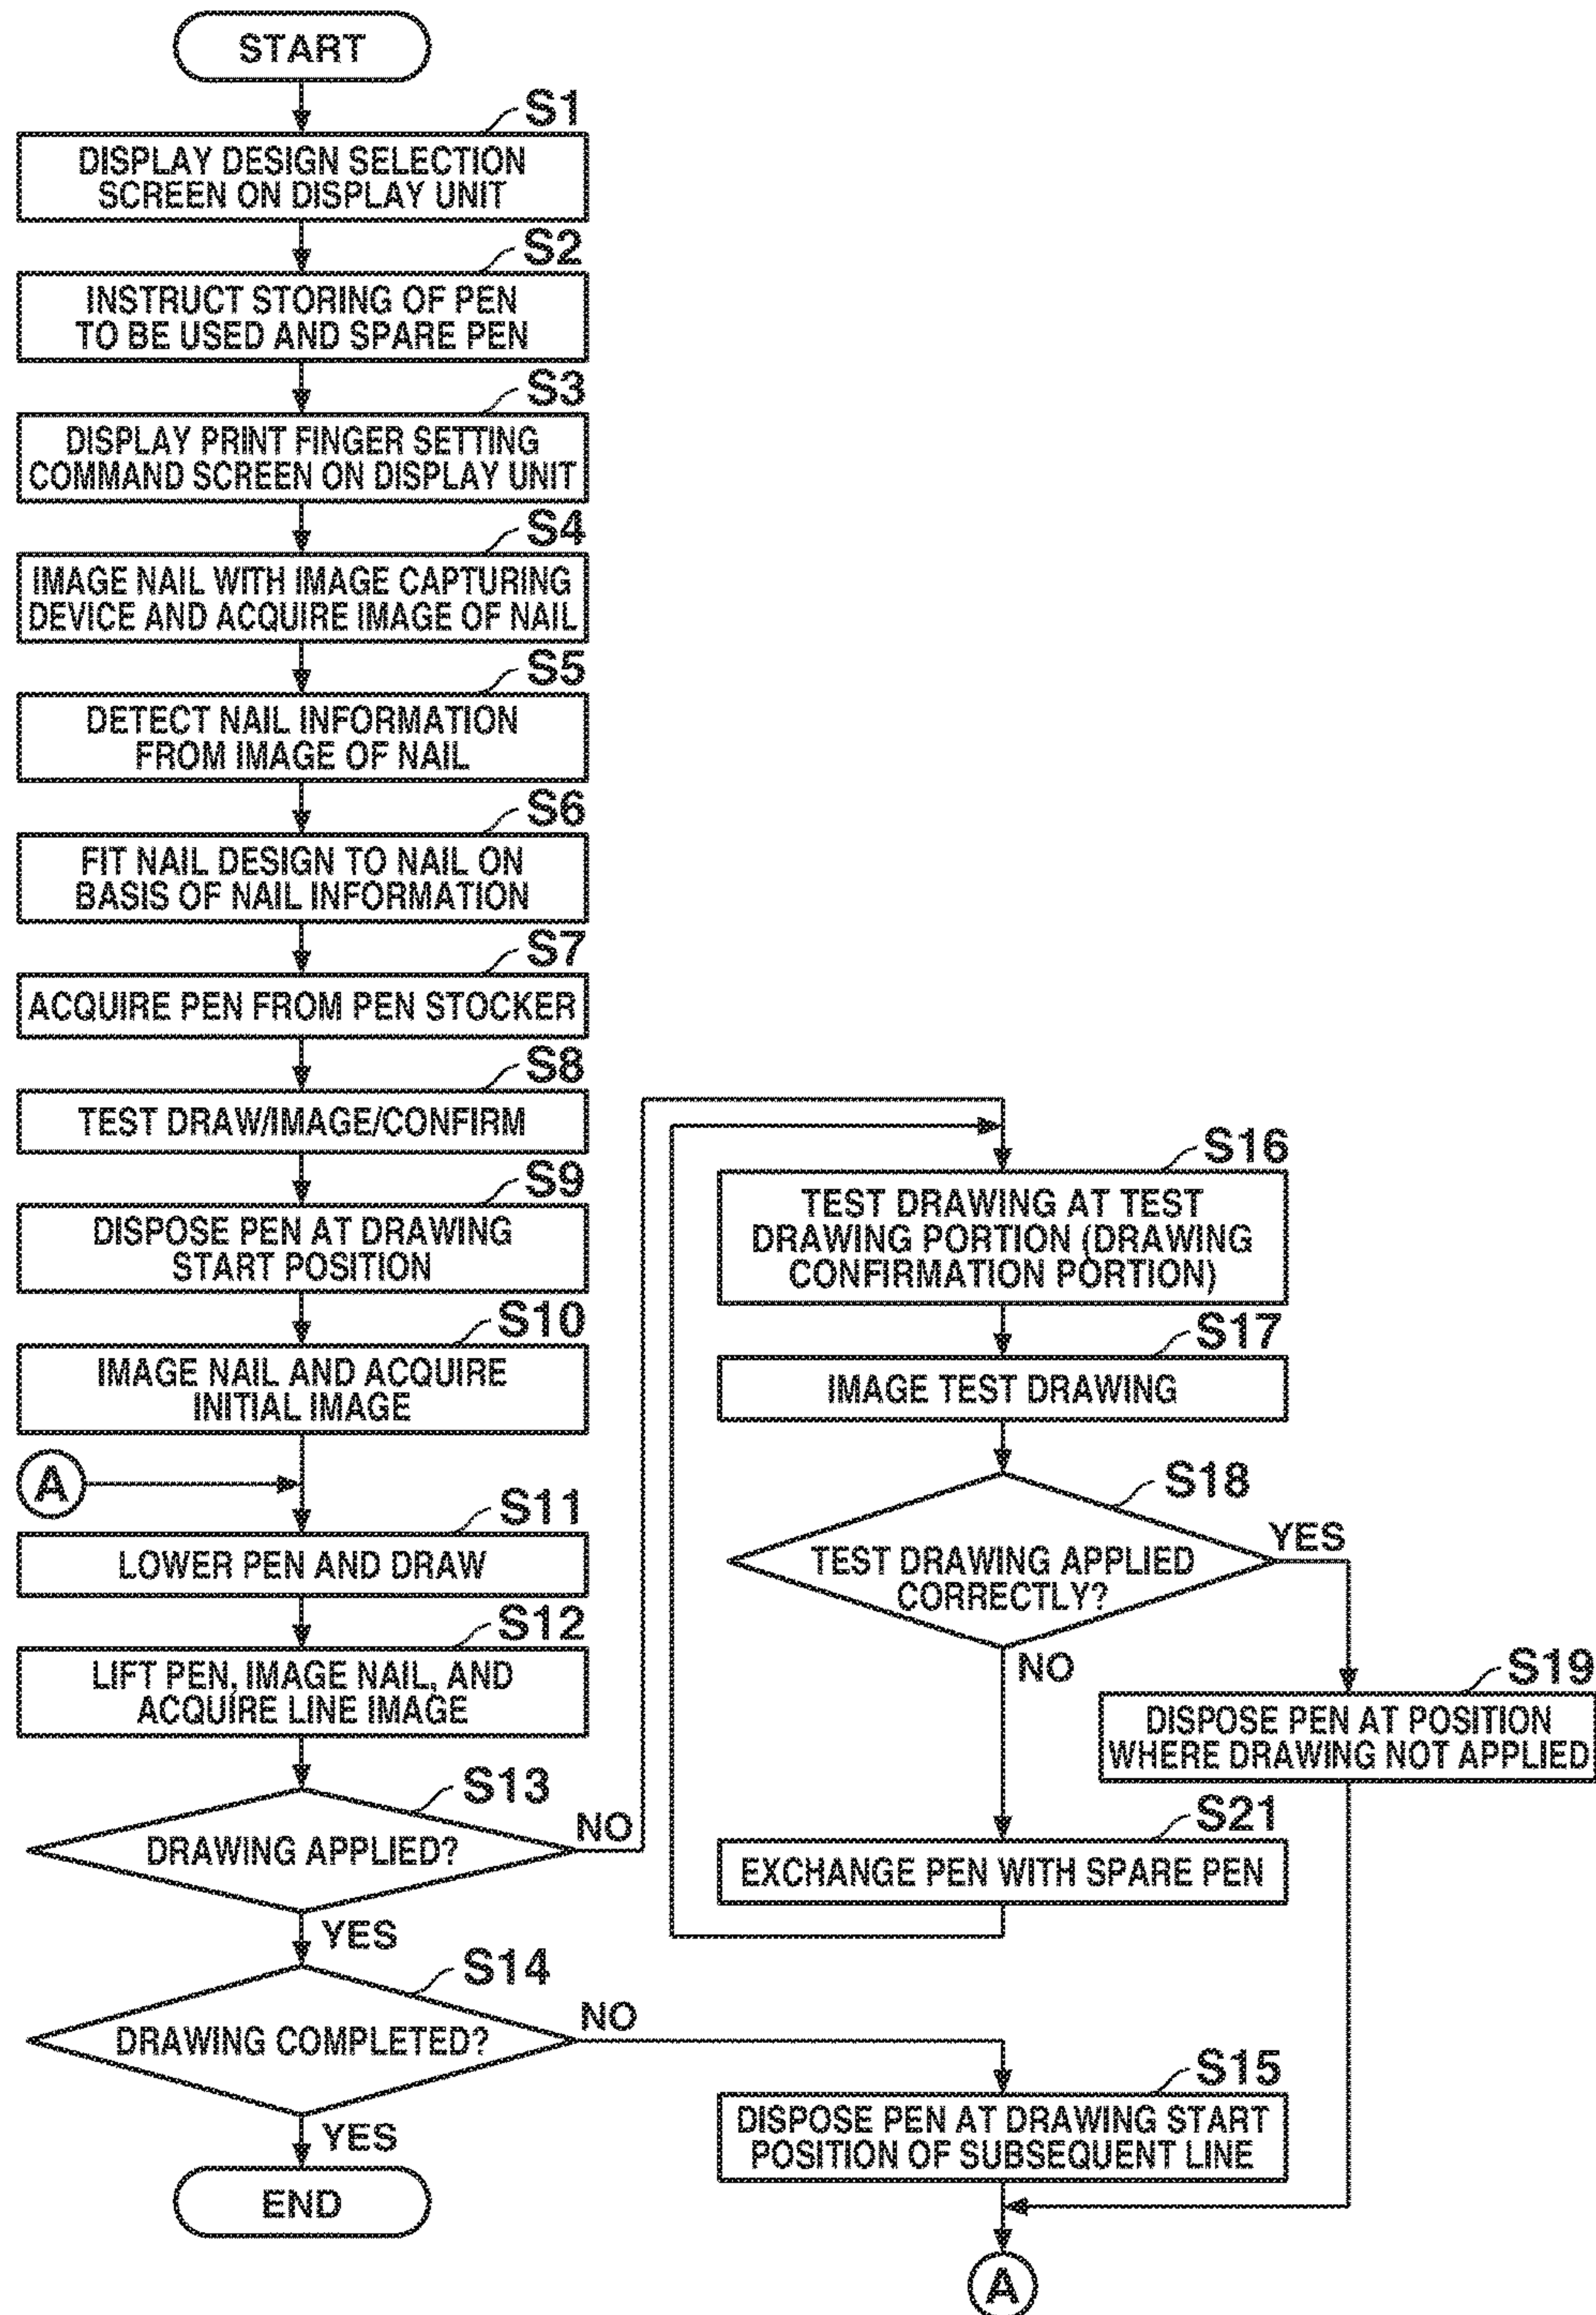 START
S1
DISPLAY DESIGN SELECTION
SCREEN ON DISPLAY UNIT
S2
INSTRUCT STORING OF PEN
TO BE USED AND SPARE PEN
S3
DISPLAY PRINT FINGER SETTING
COMMAND SCREEN ON DISPLAY UNIT
S4
IMAGE NAIL WITH IMAGE CAPTURING
DEVICE AND ACQUIRE IMAGE OF NAIL
S5
DETECT NAIL INFORMATION
FROM IMAGE OF NAIL
S6
FIT NAIL DESIGN TO NAIL ON
BASIS OF NAIL INFORMATION
S7
ACQUIRE PEN FROM PEN STOCKER
S8
TEST DRAW/IMAGE/CONFIRM
S9
DISPOSE PEN AT DRAWING
START POSITION
S10
IMAGE NAIL AND ACQUIRE
INITIAL IMAGE
A
S11
LOWER PEN AND DRAW
S12
LIFT PEN, IMAGE NAIL, AND
ACQUIRE LINE IMAGE
S13
DRAWING APPLIED?
NO
YES
S14
DRAWING COMPLETED?
NO
YES
END
S16
TEST DRAWING AT TEST
DRAWING PORTION (DRAWING
CONFIRMATION PORTION)
S17
IMAGE TEST DRAWING
S18
TEST DRAWING APPLIED
CORRECTLY?
YES
NO
S19
DISPOSE PEN AT POSITION
WHERE DRAWING NOT APPLIED
S21
EXCHANGE PEN WITH SPARE PEN
S15
DISPOSE PEN AT DRAWING START
POSITION OF SUBSEQUENT LINE
A